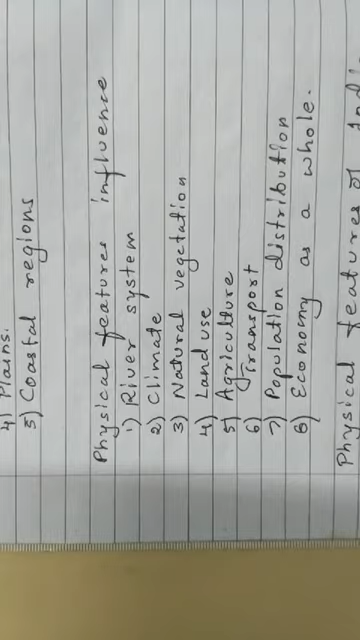 4) Plains.
5) Coastal regions
Physical features influence
1) River system
2) Climate
3) Natural vegetation
4) Land use
5) Agriculture
6) Transport
7) Population distribution
8) Economy as a whole.
Physical features of